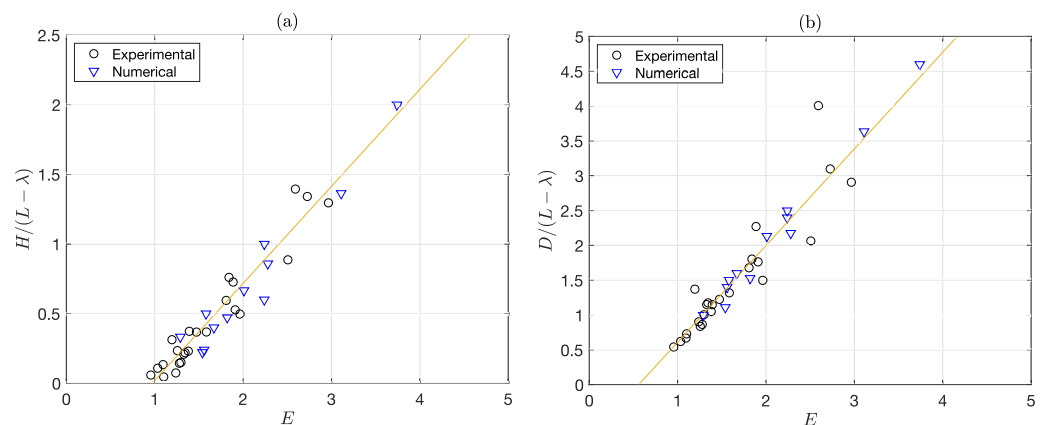 (a)
Experimental
Numerical
2.5
2
1.5
1
0.5
0
0 1 2 3 4 5
H/(L − λ)
E
(b)
Experimental
Numerical
5
4.5
4
3.5
3
2.5
2
1.5
1
0.5
0
0 1 2 3 4 5
D/(L − λ)
E